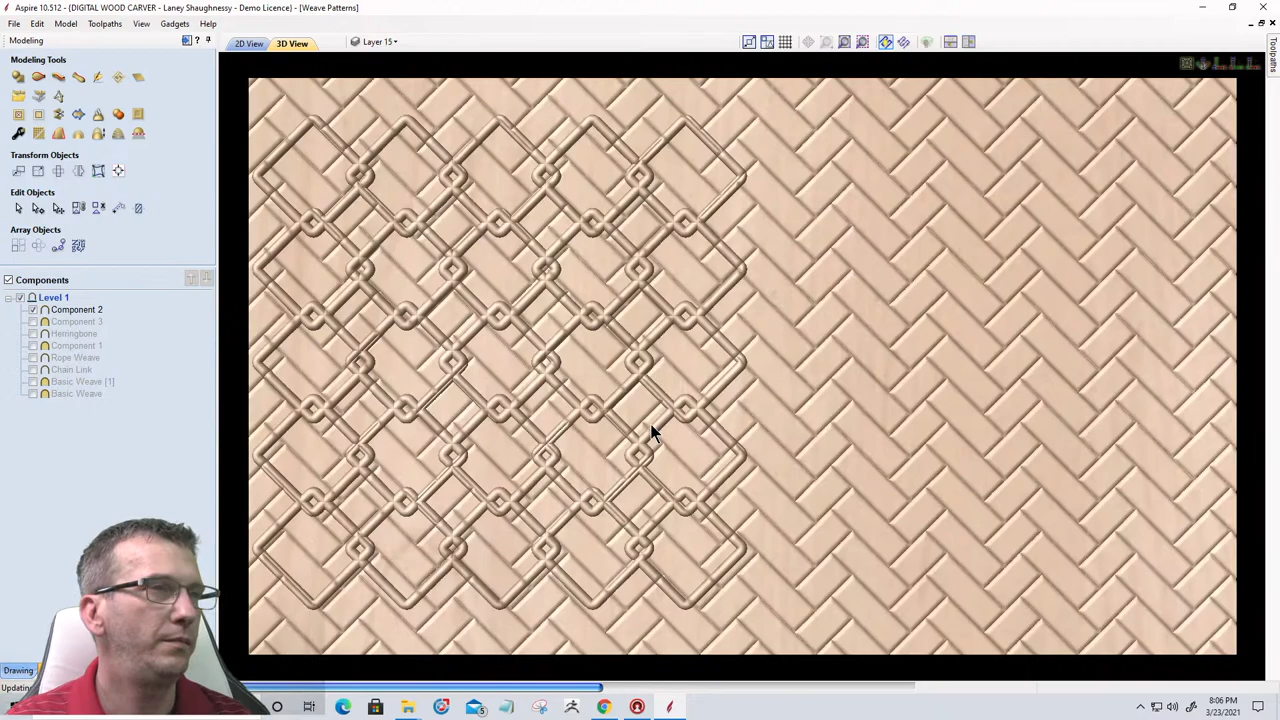 Aspire 10.512 - {DIGITAL WOOD CARVER - Laney Shaughnessy - Demo Licence} - [Weave Patterns]
File Edit Model Toolpaths View Gadgets Help
Modeling
2D View 3D View Layer 15
Toolpaths
Modeling Tools
Transform Objects
Edit Objects
Array Objects
Components
Level 1
Component 2
Component 3
Herringbone
Component 1
Rope Weave
Chain Link
Basic Weave [1]
Basic Weave
Drawing
Updating
5
8:06 PM
3/23/2021